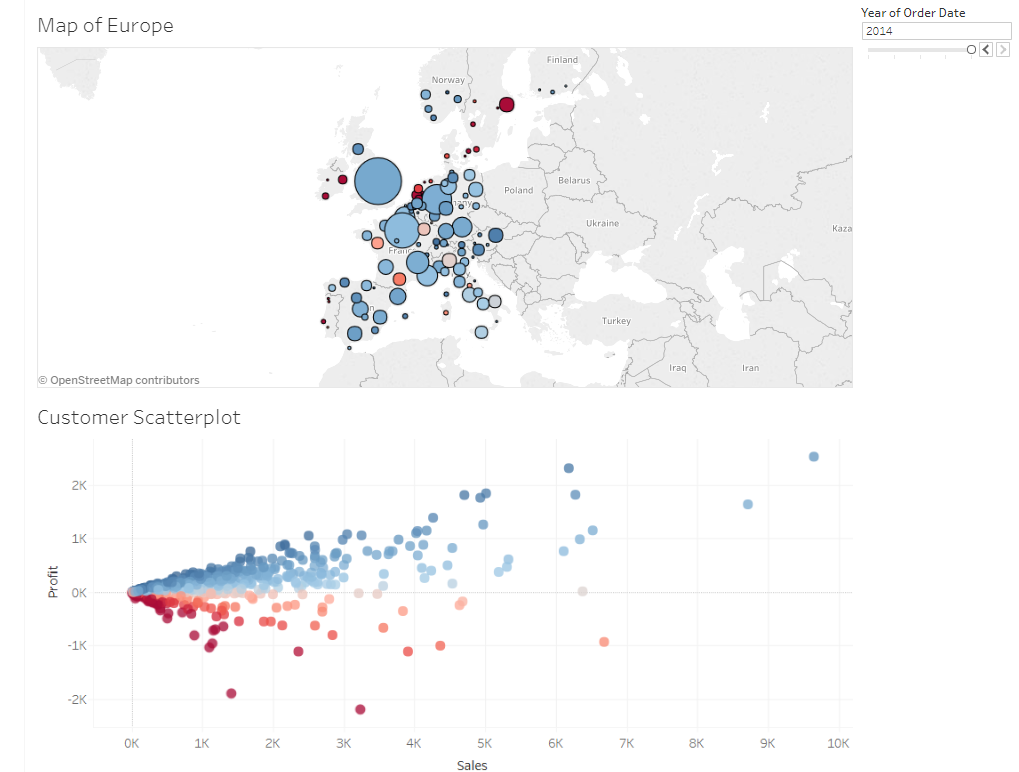 Map of Europe
Year of Order Date
2014
Finland
Norway
Poland
Belarus
Ukraine
Kaza
Turkey
Iraq
Iran
© OpenStreetMap contributors
Customer Scatterplot
Profit
2K
1K
0K
-1K
-2K
0K 1K 2K 3K 4K 5K 6K 7K 8K 9K 10K
Sales